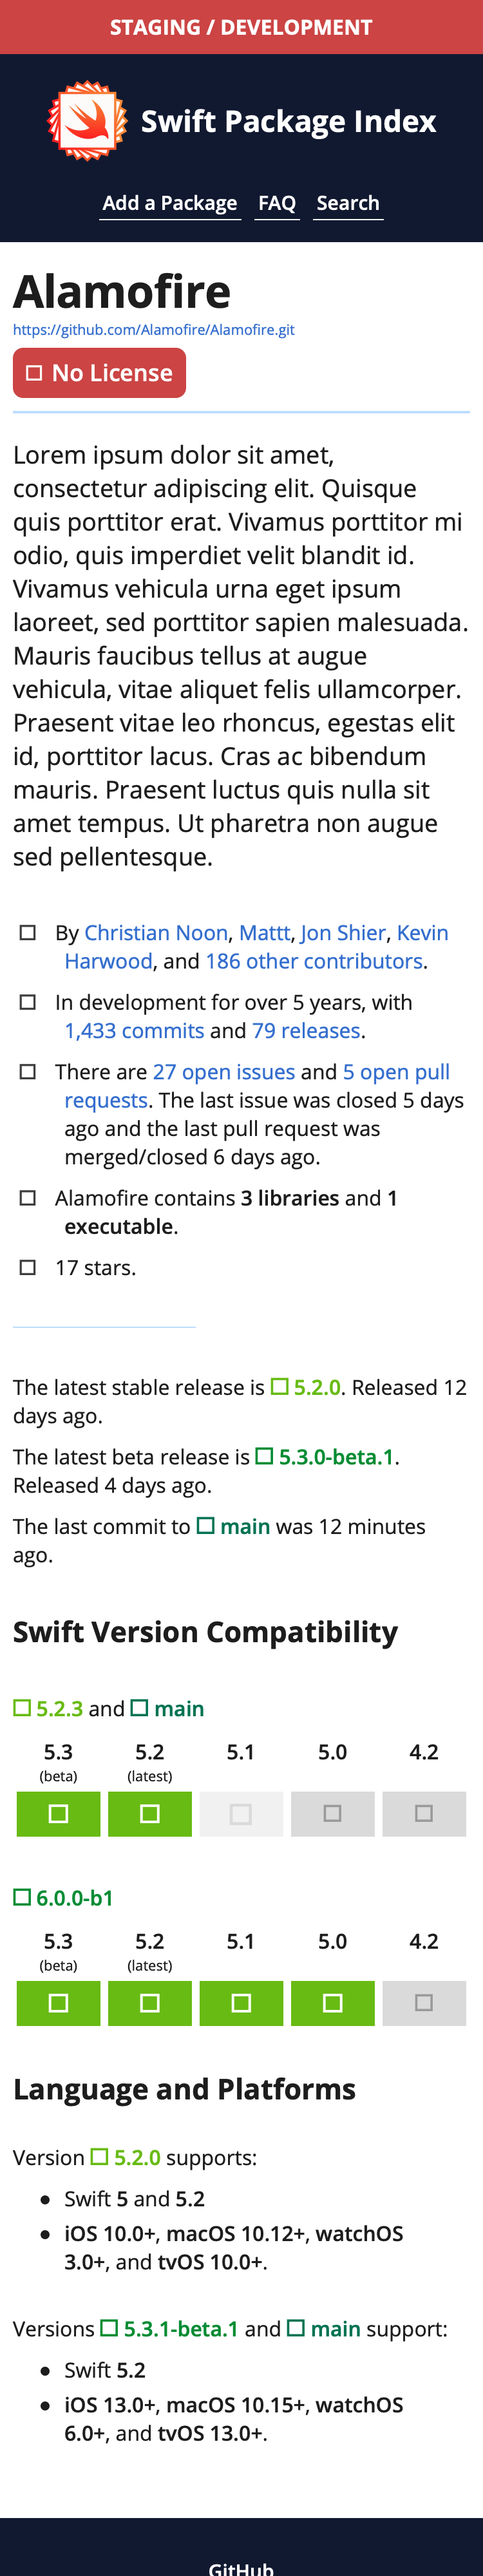 STAGING / DEVELOPMENT
Swift Package Index
Add a Package FAQ Search
Alamofire
https://github.com/Alamofire/Alamofire.git
No License
Lorem ipsum dolor sit amet,
consectetur adipiscing elit. Quisque
quis porttitor erat. Vivamus porttitor mi
odio, quis imperdiet velit blandit id.
Vivamus vehicula urna eget ipsum
laoreet, sed porttitor sapien malesuada.
Mauris faucibus tellus at augue
vehicula, vitae aliquet felis ullamcorper.
Praesent vitae leo rhoncus, egestas elit
id, porttitor lacus. Cras ac bibendum
mauris. Praesent luctus quis nulla sit
amet tempus. Ut pharetra non augue
sed pellentesque.
By Christian Noon, Mattt, Jon Shier, Kevin
Harwood, and 186 other contributors.
In development for over 5 years, with
1,433 commits and 79 releases.
There are 27 open issues and 5 open pull
requests. The last issue was closed 5 days
ago and the last pull request was
merged/closed 6 days ago.
Alamofire contains 3 libraries and 1
executable.
17 stars.
The latest stable release is 5.2.0. Released 12
days ago.
The latest beta release is 5.3.0-beta.1.
Released 4 days ago.
The last commit to main was 12 minutes
ago.
Swift Version Compatibility
5.2.3 and main
5.3 5.2 5.1 5.0 4.2
(beta) (latest)
6.0.0-b1
5.3 5.2 5.1 5.0 4.2
(beta) (latest)
Language and Platforms
Version 5.2.0 supports:
Swift 5 and 5.2
iOS 10.0+, macOS 10.12+, watchOS
3.0+, and tvOS 10.0+.
Versions 5.3.1-beta.1 and main support:
Swift 5.2
iOS 13.0+, macOS 10.15+, watchOS
6.0+, and tvOS 13.0+.
GitHub